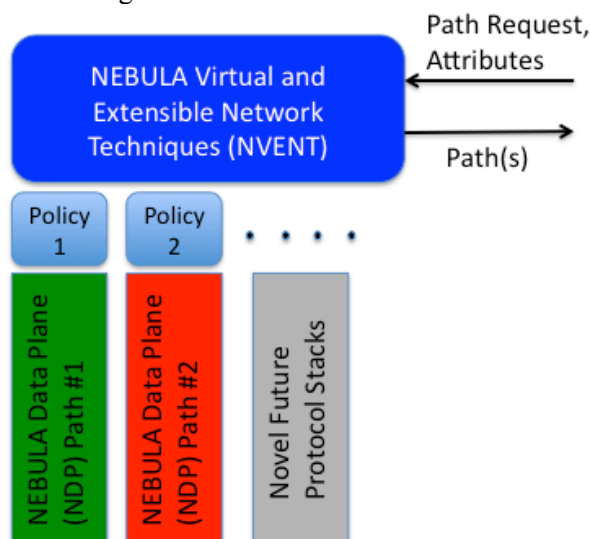 Path Request,
Attributes
NEBULA Virtual and
Extensible Network
Techniques (NVENT)
Path(s)
Policy
1
Policy
2
NEBULA Data Plane
(NDP) Path #1
NEBULA Data Plane
(NDP) Path #2
Novel Future
Protocol Stacks